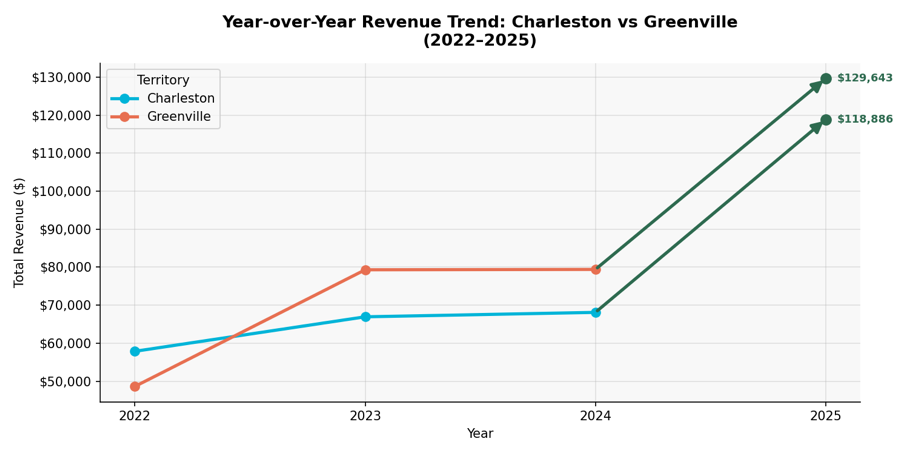 Year-over-Year Revenue Trend: Charleston vs Greenville
(2022–2025)
Territory
Charleston
Greenville
$130,000
$120,000
$110,000
$100,000
$90,000
$80,000
$70,000
$60,000
$50,000
Total Revenue ($)
$129,643
$118,886
2022
2023
2024
2025
Year